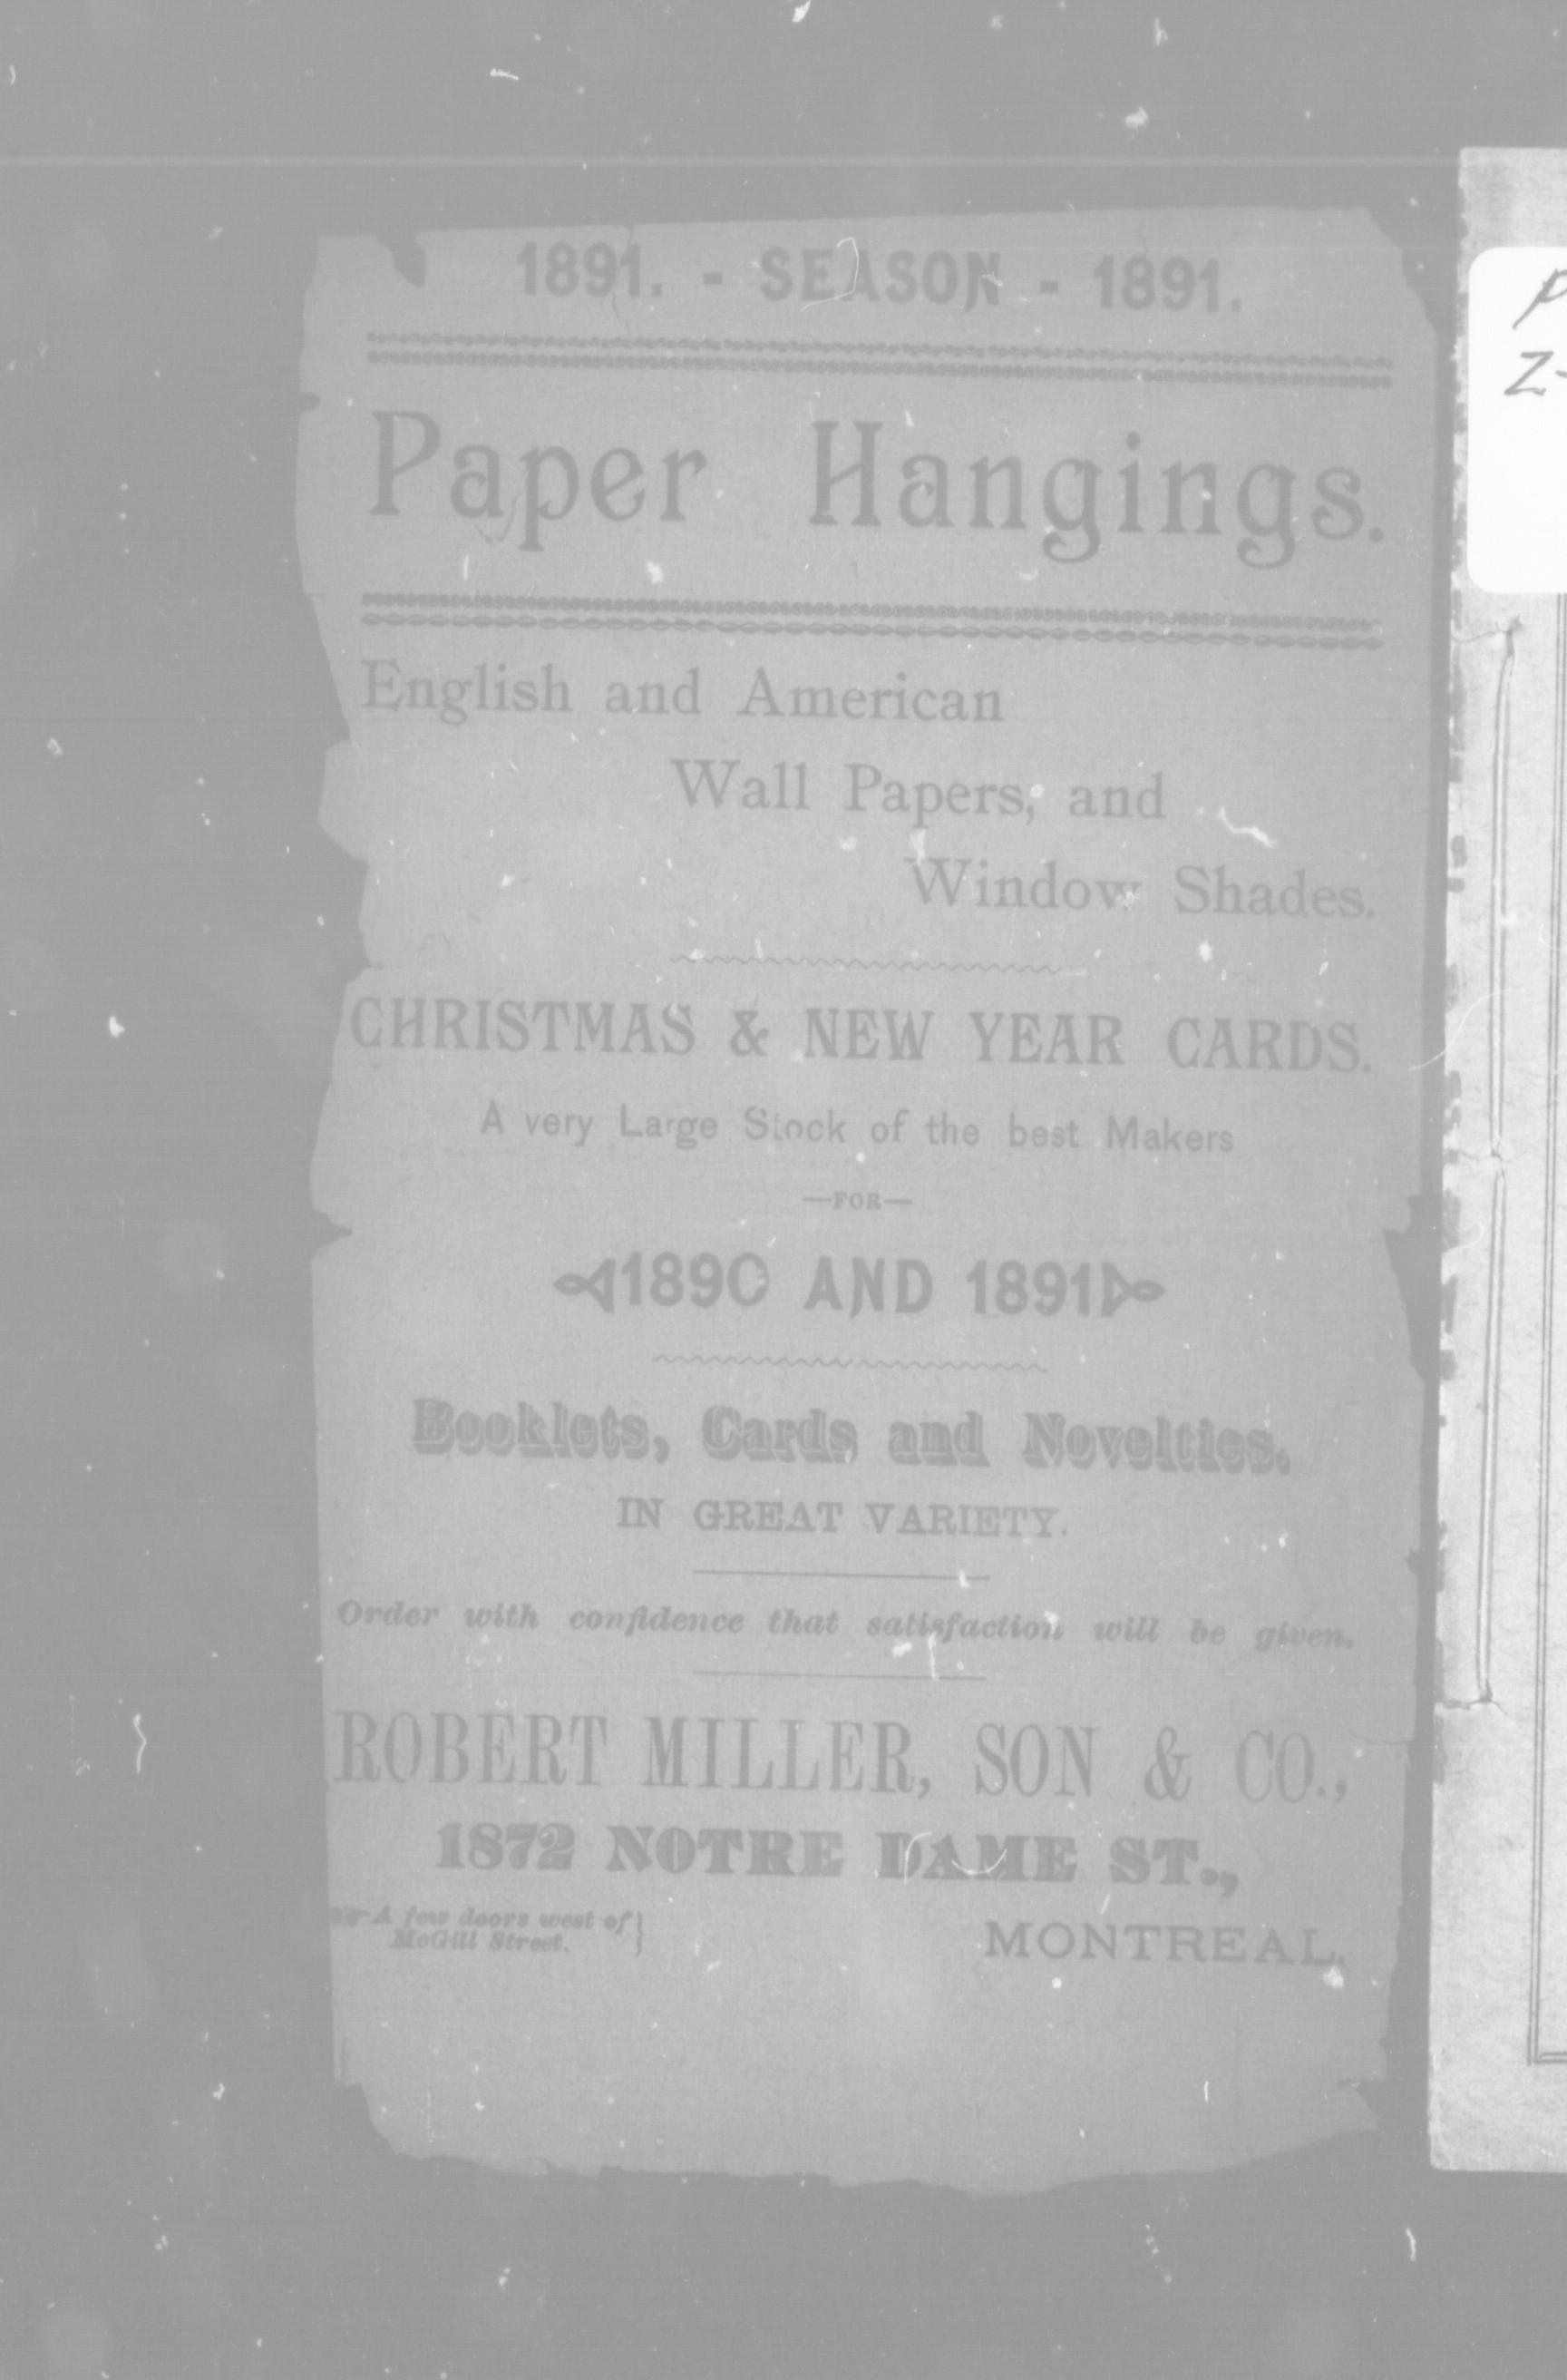 1891. - SEASON - 1891.
Paper Hangings.
English and American
Wall Papers, and
Window Shades.
CHRISTMAS & NEW YEAR CARDS.
A very Large Stock of the best Makers
—FOR—
1890 AND 1891
Booklets, Cards and Novelties.
IN GREAT VARIETY.
Order with confidence that satisfaction will be given.
ROBERT MILLER, SON & CO.,
1872 NOTRE DAME ST.,
A few doors west of
McGill Street.
MONTREAL.